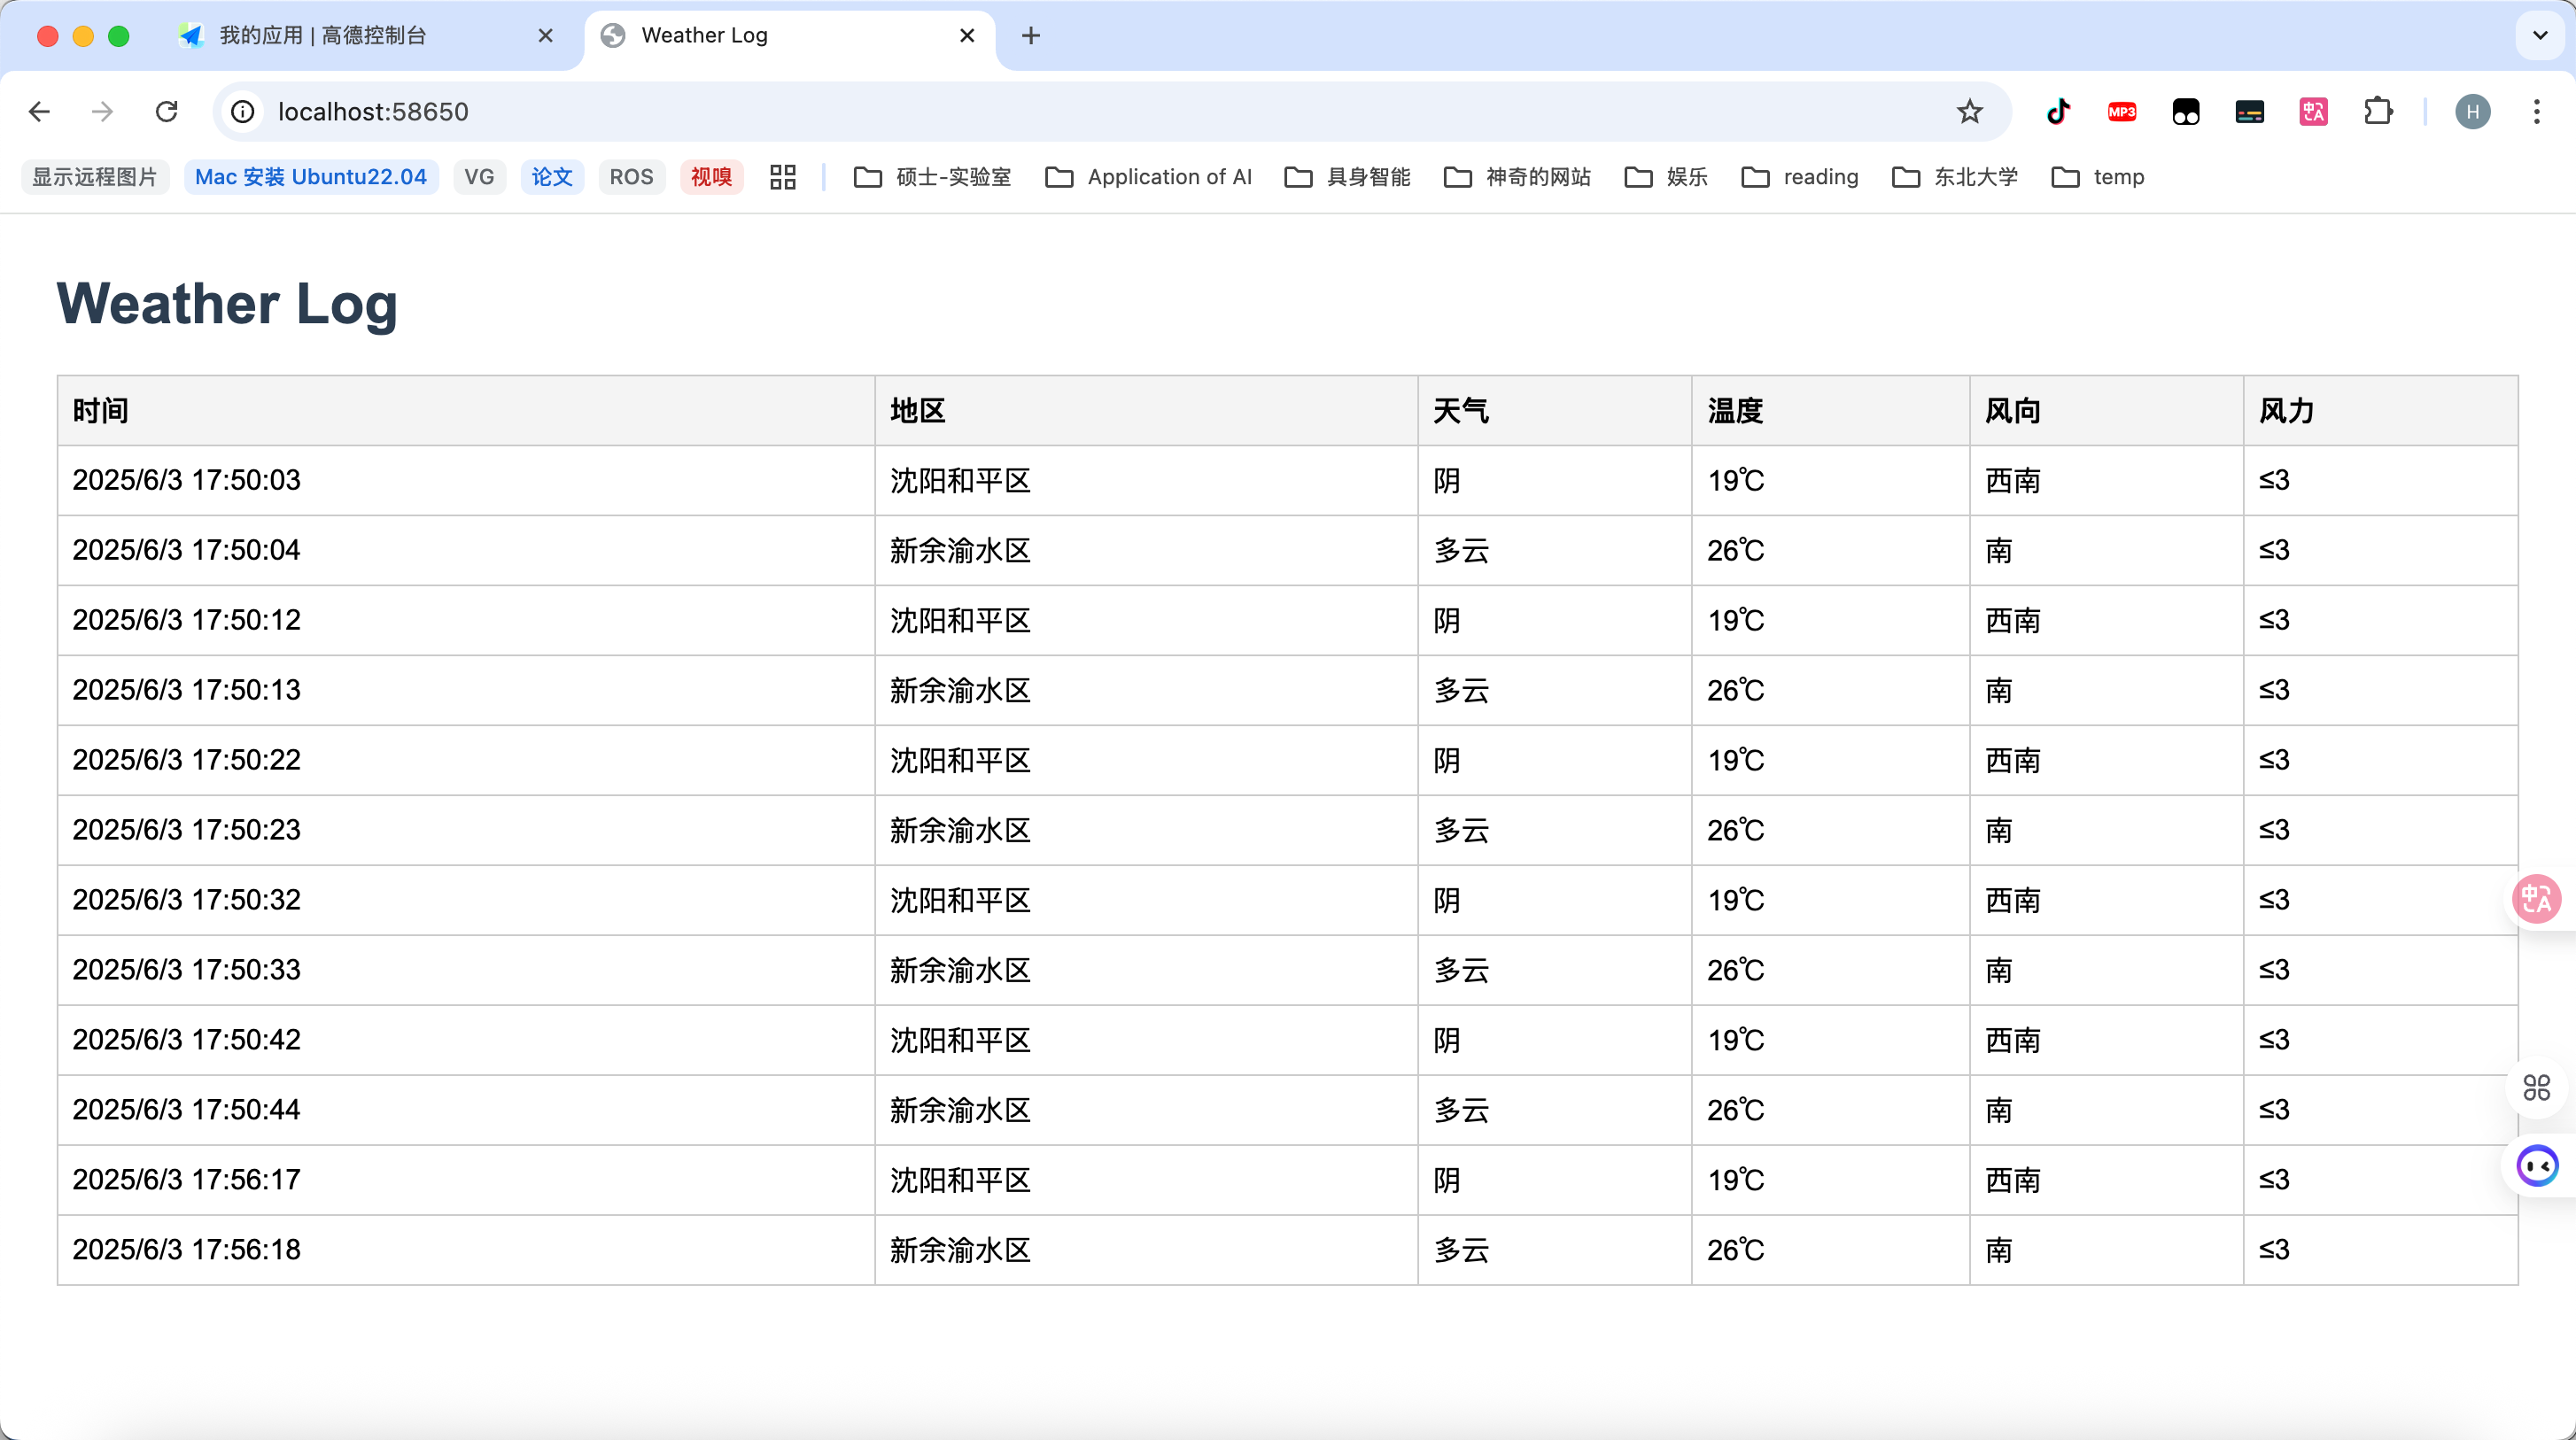 我的应用 | 高德控制台
Weather Log
localhost:58650
MP3
中A
H
显示远程图片 Mac 安装 Ubuntu22.04 VG 论文 ROS 视嗅 硕士-实验室 Application of AI 具身智能 神奇的网站 娱乐 reading 东北大学 temp
Weather Log
时间 地区 天气 温度 风向 风力
2025/6/3 17:50:03 沈阳和平区 阴 19℃ 西南 ≤3
2025/6/3 17:50:04 新余渝水区 多云 26℃ 南 ≤3
2025/6/3 17:50:12 沈阳和平区 阴 19℃ 西南 ≤3
2025/6/3 17:50:13 新余渝水区 多云 26℃ 南 ≤3
2025/6/3 17:50:22 沈阳和平区 阴 19℃ 西南 ≤3
2025/6/3 17:50:23 新余渝水区 多云 26℃ 南 ≤3
2025/6/3 17:50:32 沈阳和平区 阴 19℃ 西南 ≤3
2025/6/3 17:50:33 新余渝水区 多云 26℃ 南 ≤3
2025/6/3 17:50:42 沈阳和平区 阴 19℃ 西南 ≤3
2025/6/3 17:50:44 新余渝水区 多云 26℃ 南 ≤3
2025/6/3 17:56:17 沈阳和平区 阴 19℃ 西南 ≤3
2025/6/3 17:56:18 新余渝水区 多云 26℃ 南 ≤3
中A